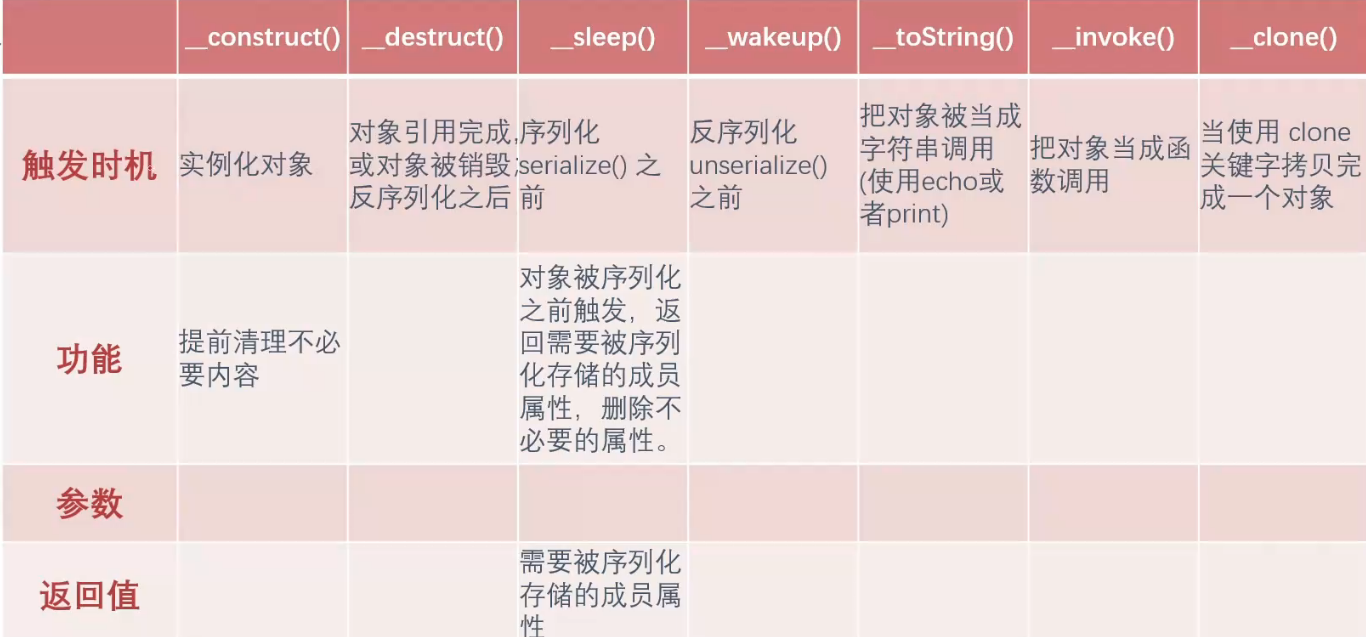 __construct() __destruct() __sleep() __wakeup() __toString() __invoke() __clone()
触发时机
实例化对象
对象引用完成,
或对象被销毁;
反序列化之后
序列化
serialize() 之
前
反序列化
unserialize()
之前
把对象被当成
字符串调用
(使用echo或
者print)
把对象当成函
数调用
当使用 clone
关键字拷贝完
成一个对象
功能
提前清理不必
要内容
对象被序列化
之前触发，返
回需要被序列
化存储的成员
属性，删除不
必要的属性。
参数
返回值
需要被序列化
存储的成员属
性